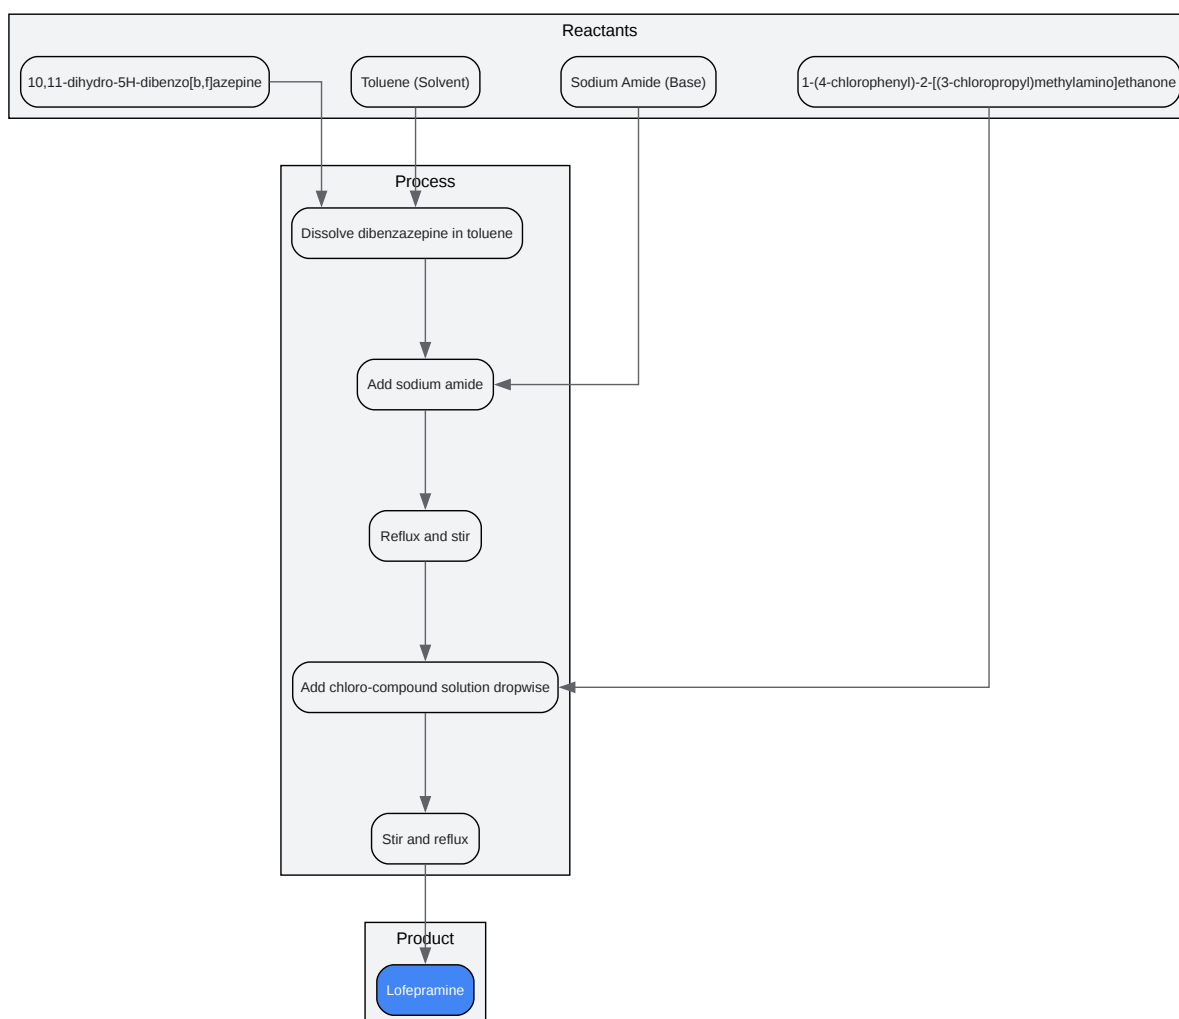 Reactants
10,11-dihydro-5H-dibenzo[b,f]azepine
Toluene (Solvent)
Sodium Amide (Base)
1-(4-chlorophenyl)-2-[(3-chloropropyl)methylamino]ethanone
Process
Dissolve dibenzazepine in toluene
Add sodium amide
Reflux and stir
Add chloro-compound solution dropwise
Stir and reflux
Product
Lofepramine